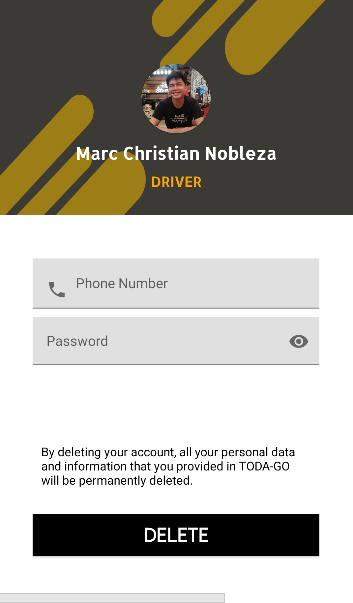 Marc Christian Nobleza
DRIVER
Phone Number
Password
By deleting your account, all your personal data
and information that you provided in TODA-GO
will be permanently deleted.
DELETE